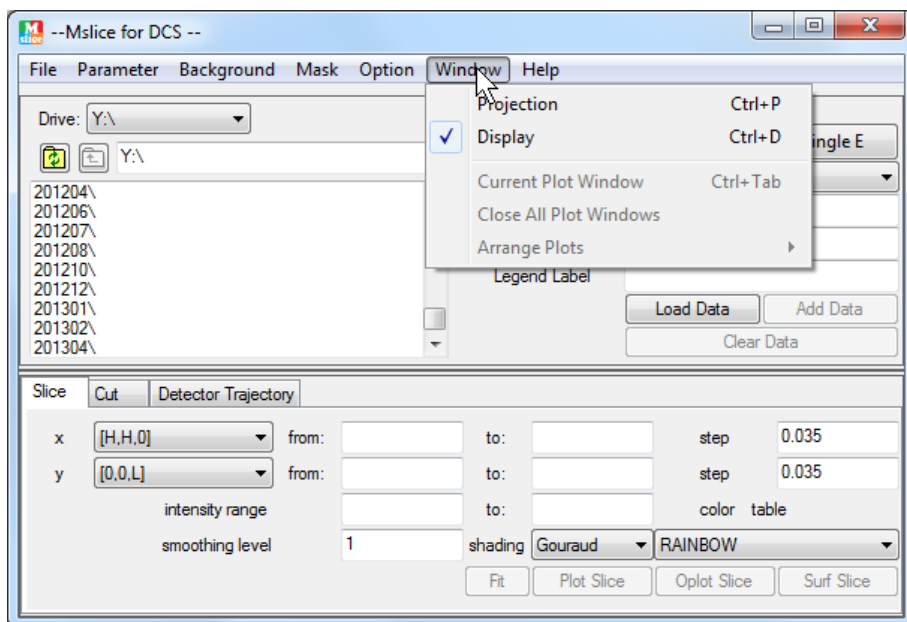 M slice --Mslice for DCS --
File Parameter Background Mask Option Window Help
Drive: Y:\
Projection Ctrl+P
Display Ctrl+D
ingle E
Y:\
Current Plot Window Ctrl+Tab
Close All Plot Windows
Arrange Plots
201204\
201206\
201207\
201208\
201210\
201212\
201301\
201302\
201304\
Legend Label
Load Data Add Data
Clear Data
Slice Cut Detector Trajectory
x [H,H,0] from: to: step 0.035
y [0,0,L] from: to: step 0.035
intensity range to: color table
smoothing level 1 shading Gouraud RAINBOW
Fit Plot Slice Oplot Slice Surf Slice